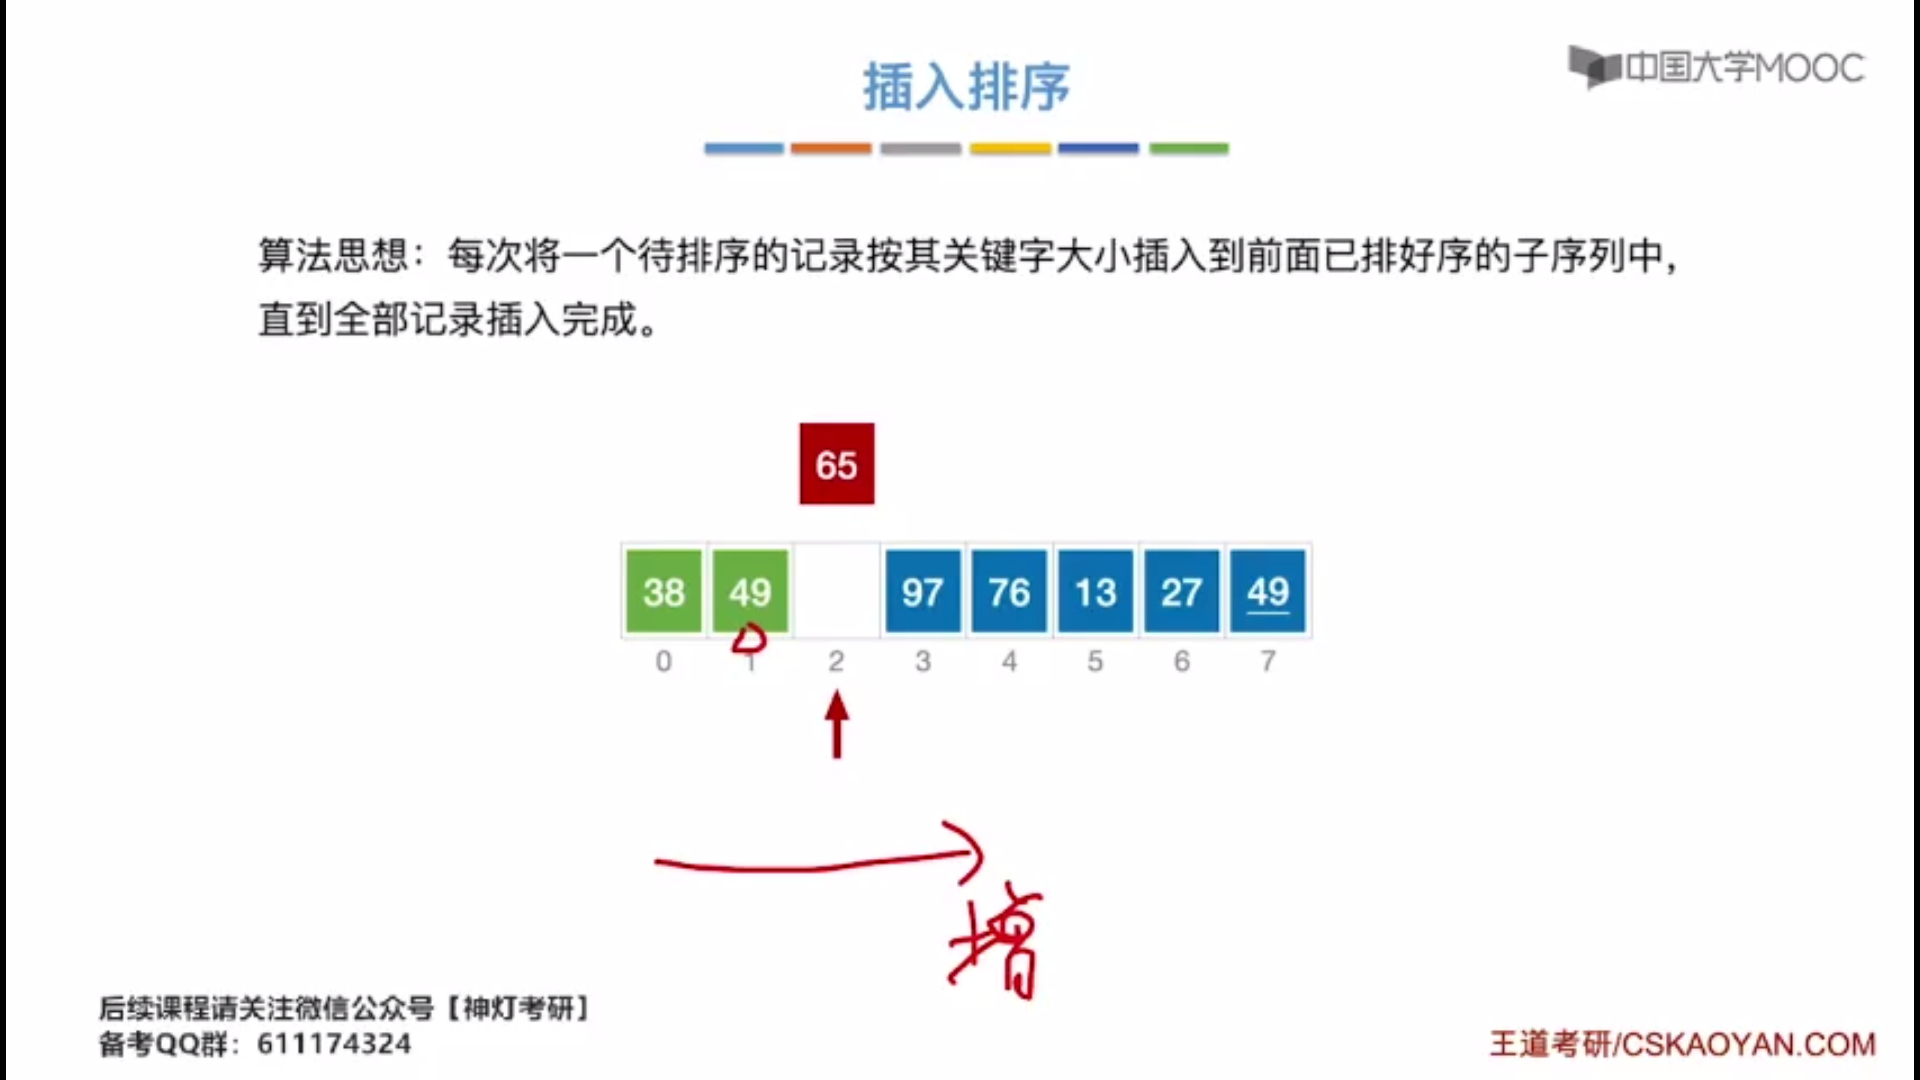 插入排序
中国大学MOOC
算法思想：每次将一个待排序的记录按其关键字大小插入到前面已排好序的子序列中，
直到全部记录插入完成。
65
38 49 97 76 13 27 49
0 1 2 3 4 5 6 7
增
后续课程请关注微信公众号【神灯考研】
备考QQ群：611174324
王道考研/CSKAOYAN.COM